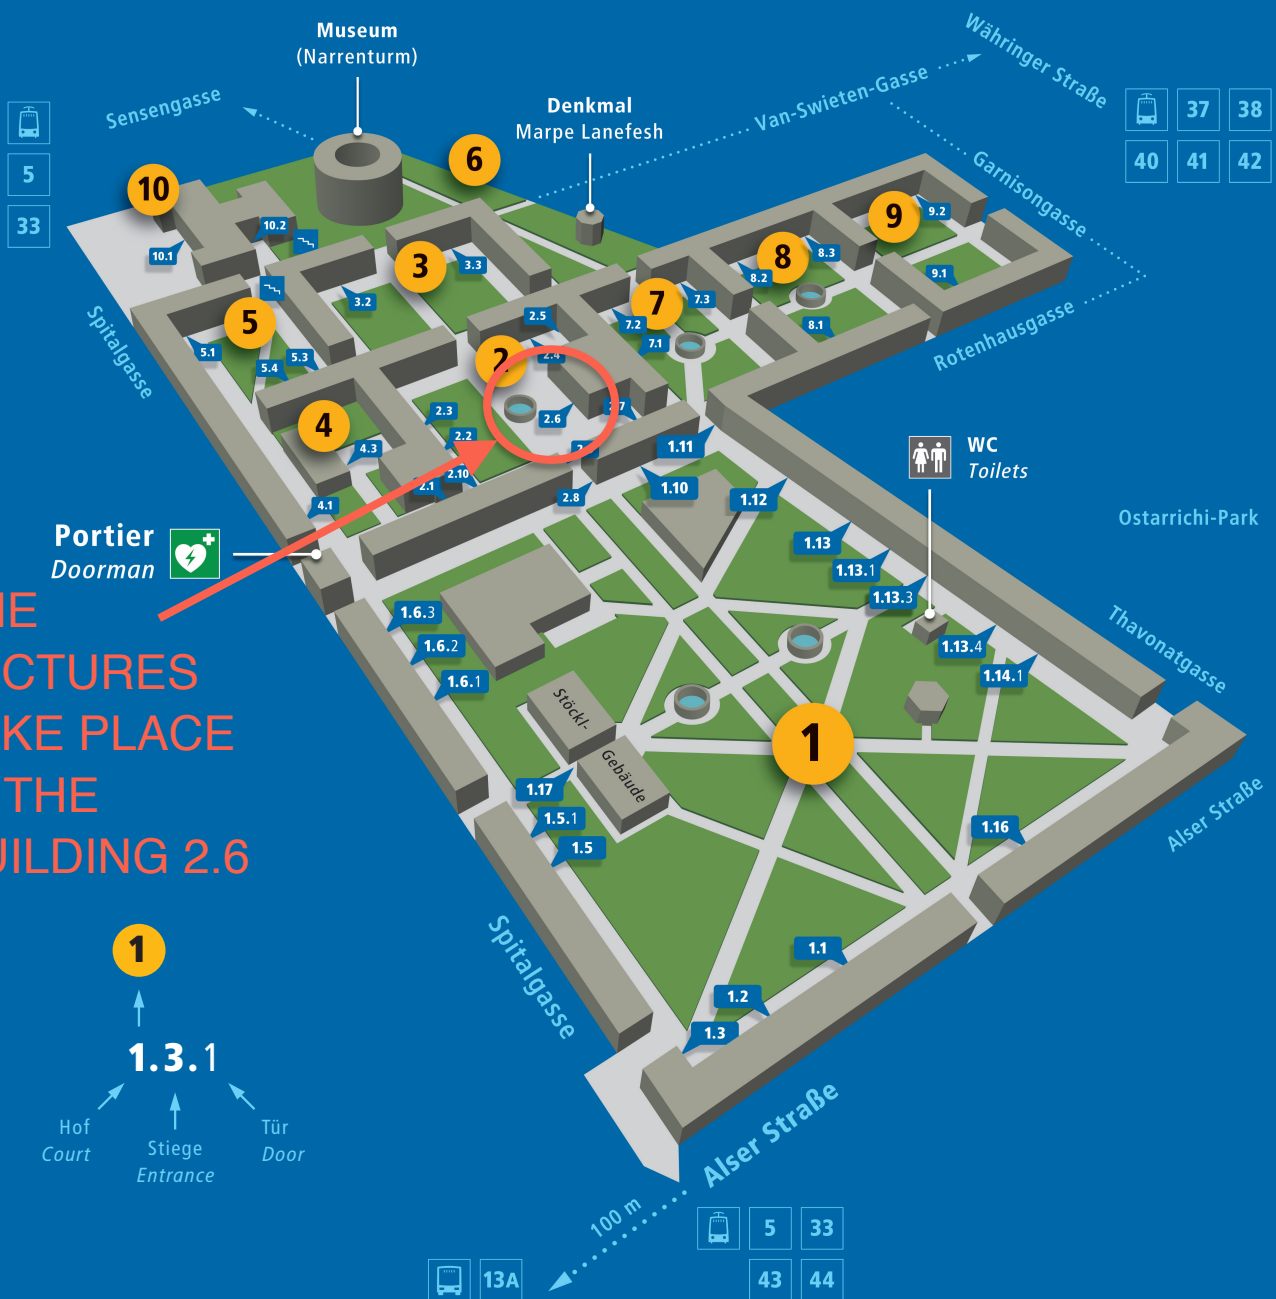 Museum
(Narrenturm)
Denkmal
Marpe Lanefesh
Sensengasse
Van-Swieten-Gasse
Währinger Straße
Garnisongasse
Rotenhausgasse
Spitalgasse
37
38
40
41
42
5
33
10
6
3
9
8
7
5
2
4
10.2
10.1
3.3
3.2
9.2
9.1
8.3
8.2
8.1
7.3
7.2
7.1
5.1
5.3
5.4
2.5
2.4
2.3
2.2
2.6
2.10
2.1
2.8
4.3
4.1
1.11
1.10
1.12
1.13
1.13.1
1.13.3
1.13.4
1.14.1
WC
Toilets
Ostarrichi-Park
Portier
Doorman
CTURES
KE PLACE
THE
UILDING 2.6
1.6.3
1.6.2
1.6.1
Stöckl-
Gebäude
1
Thavonatgasse
Alser Straße
1.17
1.5.1
1.5
1.16
1.1
1.2
1.3
Spitalgasse
1
1.3.1
Hof
Court
Stiege
Entrance
Tür
Door
Alser Straße
100 m
5
33
43
44
13A